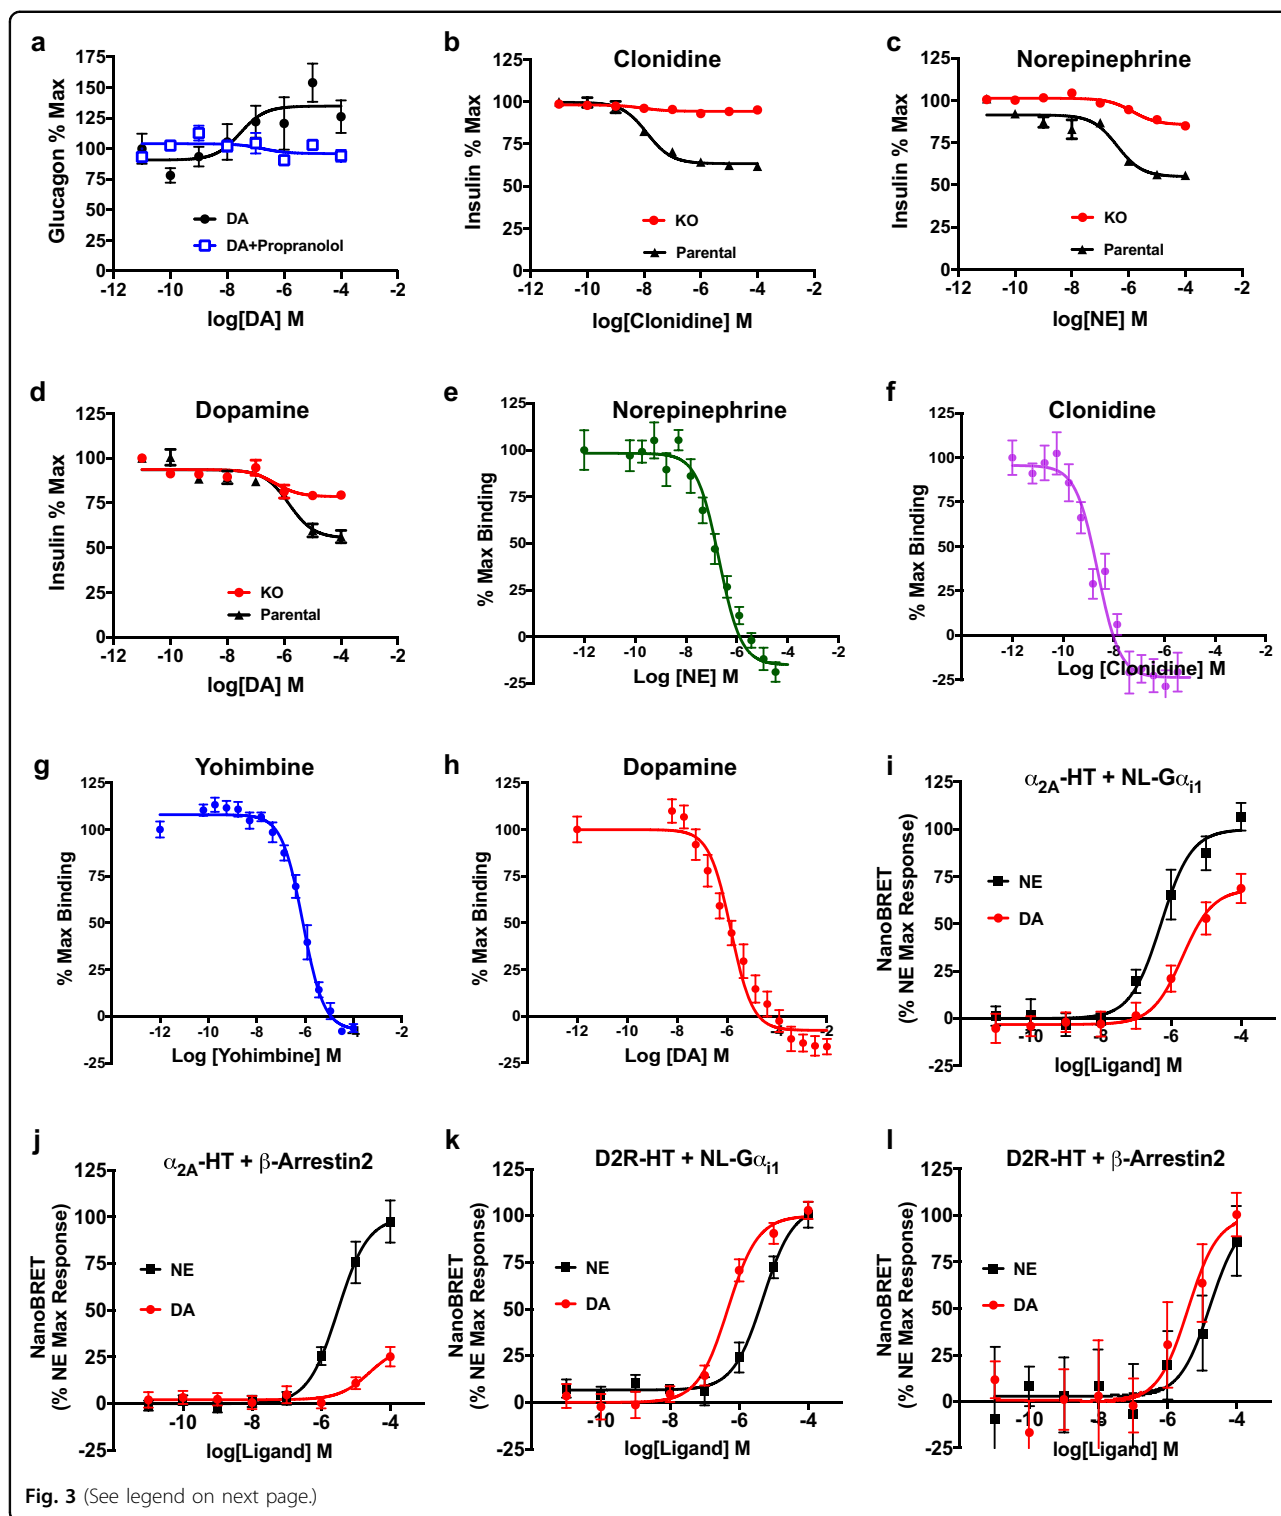 a
175
150
125
100
75
50
25
0
Glucagon % Max
DA
DA+Propranolol
-12 -10 -8 -6 -4 -2
log[DA] M
b
Clonidine
125
100
75
50
25
0
Insulin % Max
KO
Parental
-12 -10 -8 -6 -4 -2
log[Clonidine] M
c
Norepinephrine
125
100
75
50
25
0
Insulin % Max
KO
Parental
-12 -10 -8 -6 -4 -2
log[NE] M
d
Dopamine
125
100
75
50
25
0
Insulin % Max
KO
Parental
-12 -10 -8 -6 -4 -2
log[DA] M
e
Norepinephrine
125
100
75
50
25
-25
% Max Binding
-12 -10 -8 -6 -4 -2
Log [NE] M
f
Clonidine
125
100
75
50
25
-25
% Max Binding
-12 -10 -8 -6 -4 -2
Log [Clonidine] M
g
Yohimbine
125
100
75
50
25
0
-25
% Max Binding
-12 -10 -8 -6 -4 -2
Log [Yohimbine] M
h
Dopamine
125
100
75
50
25
0
-25
% Max Binding
-12 -10 -8 -6 -4 -2
Log [DA] M
i
α2A-HT + NL-Gαi1
125
100
75
50
25
0
-25
NanoBRET
(% NE Max Response)
NE
DA
-10 -8 -6 -4
log[Ligand] M
j
α2A-HT + β-Arrestin2
125
100
75
50
25
0
-25
NanoBRET
(% NE Max Response)
NE
DA
-10 -8 -6 -4
log[Ligand] M
k
D2R-HT + NL-Gαi1
125
100
75
50
25
0
-25
NanoBRET
(% NE Max Response)
NE
DA
-10 -8 -6 -4
log[Ligand] M
l
D2R-HT + β-Arrestin2
125
100
75
50
25
0
-25
NanoBRET
(% NE Max Response)
NE
DA
-10 -8 -6 -4
log[Ligand] M
Fig. 3 (See legend on next page.)